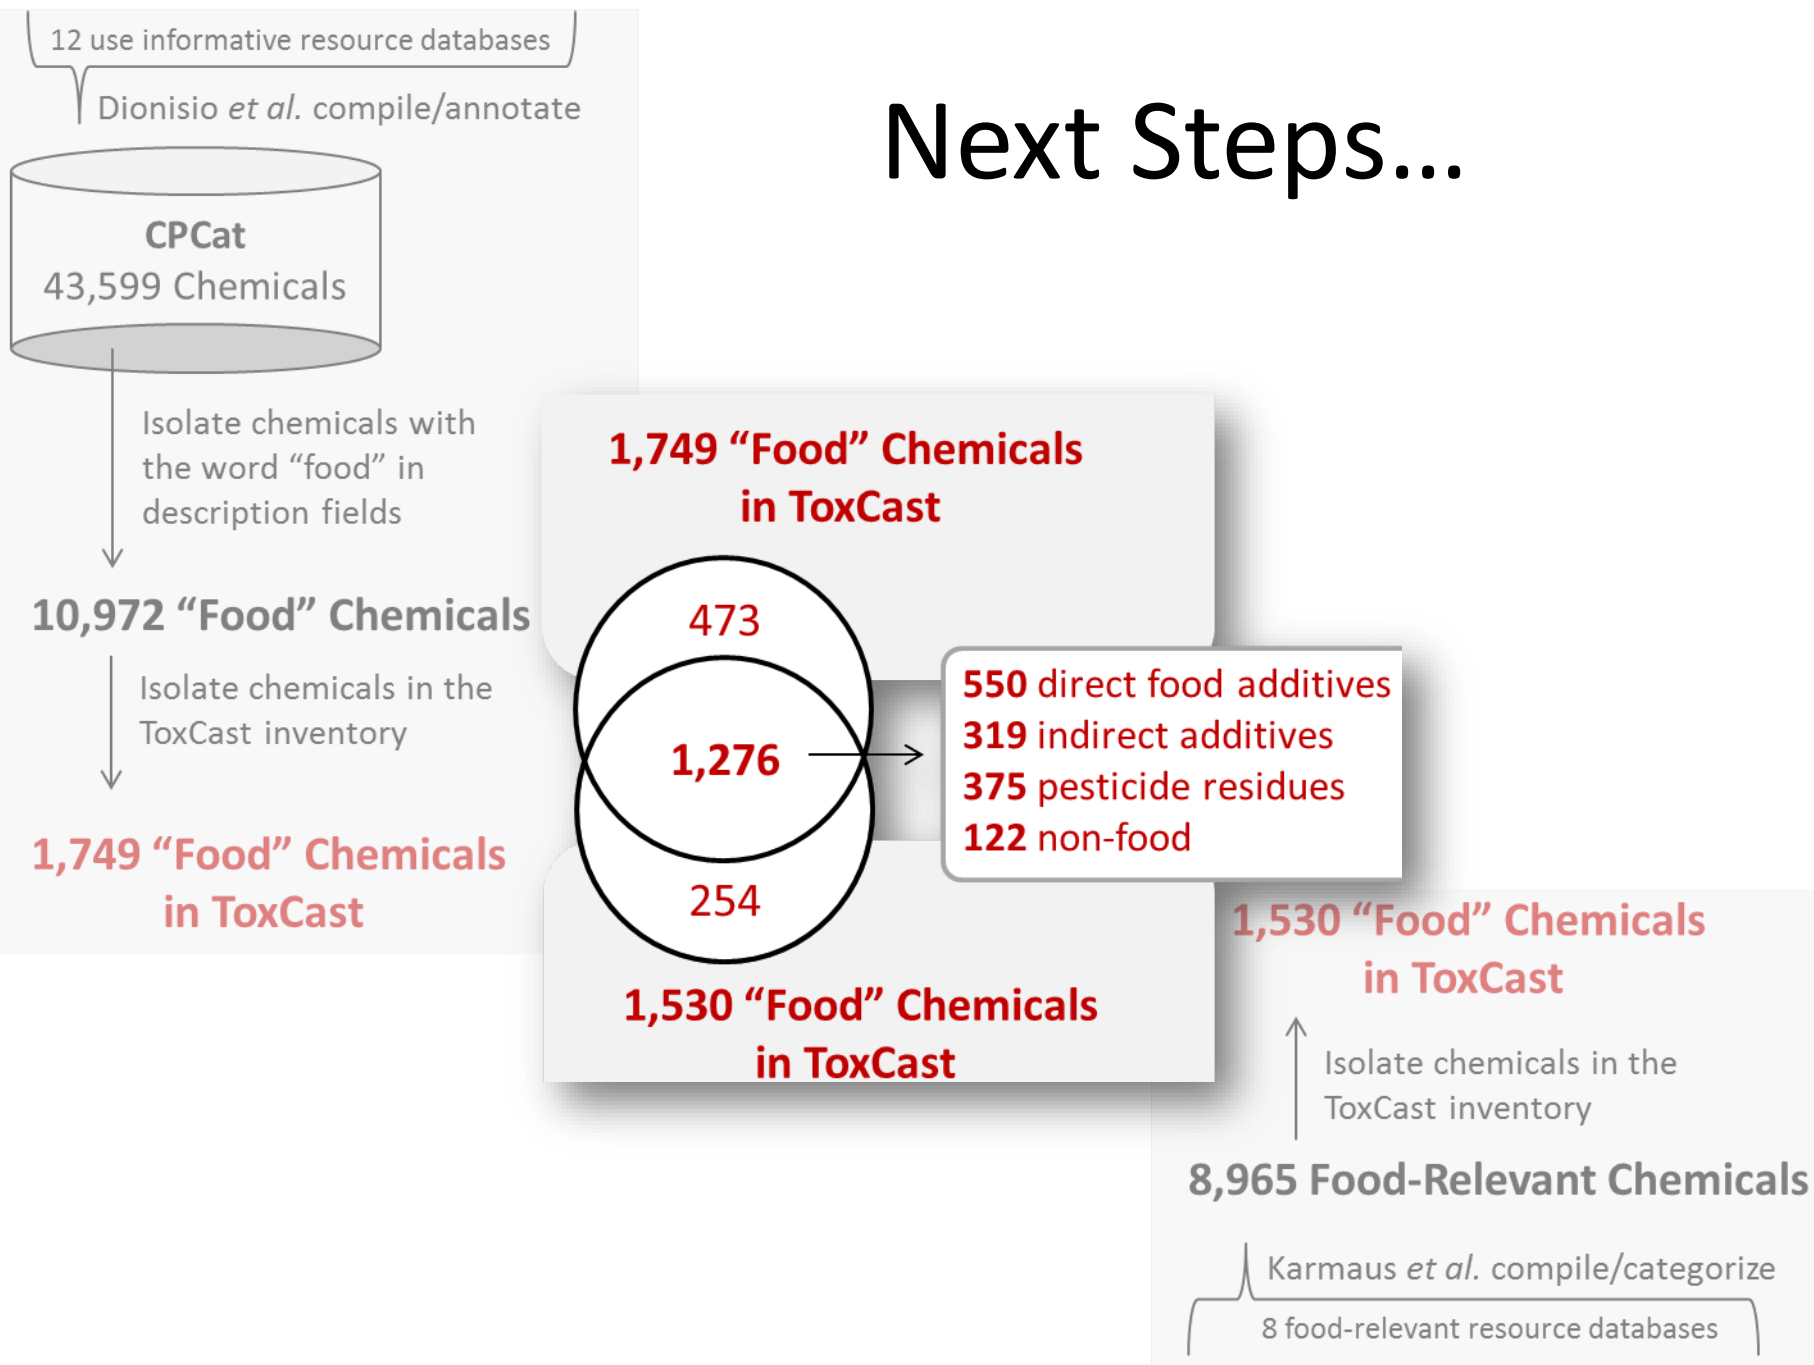 12 use informative resource databases
Dionisio et al. compile/annotate
Next Steps…
CPCat
43,599 Chemicals
Isolate chemicals with
the word “food” in
description fields
10,972 “Food” Chemicals
Isolate chemicals in the
ToxCast inventory
1,749 “Food” Chemicals
in ToxCast
1,749 “Food” Chemicals
in ToxCast
473
1,276
254
550 direct food additives
319 indirect additives
375 pesticide residues
122 non-food
1,530 “Food” Chemicals
in ToxCast
1,530 “Food” Chemicals
in ToxCast
Isolate chemicals in the
ToxCast inventory
8,965 Food-Relevant Chemicals
Karmaus et al. compile/categorize
8 food-relevant resource databases